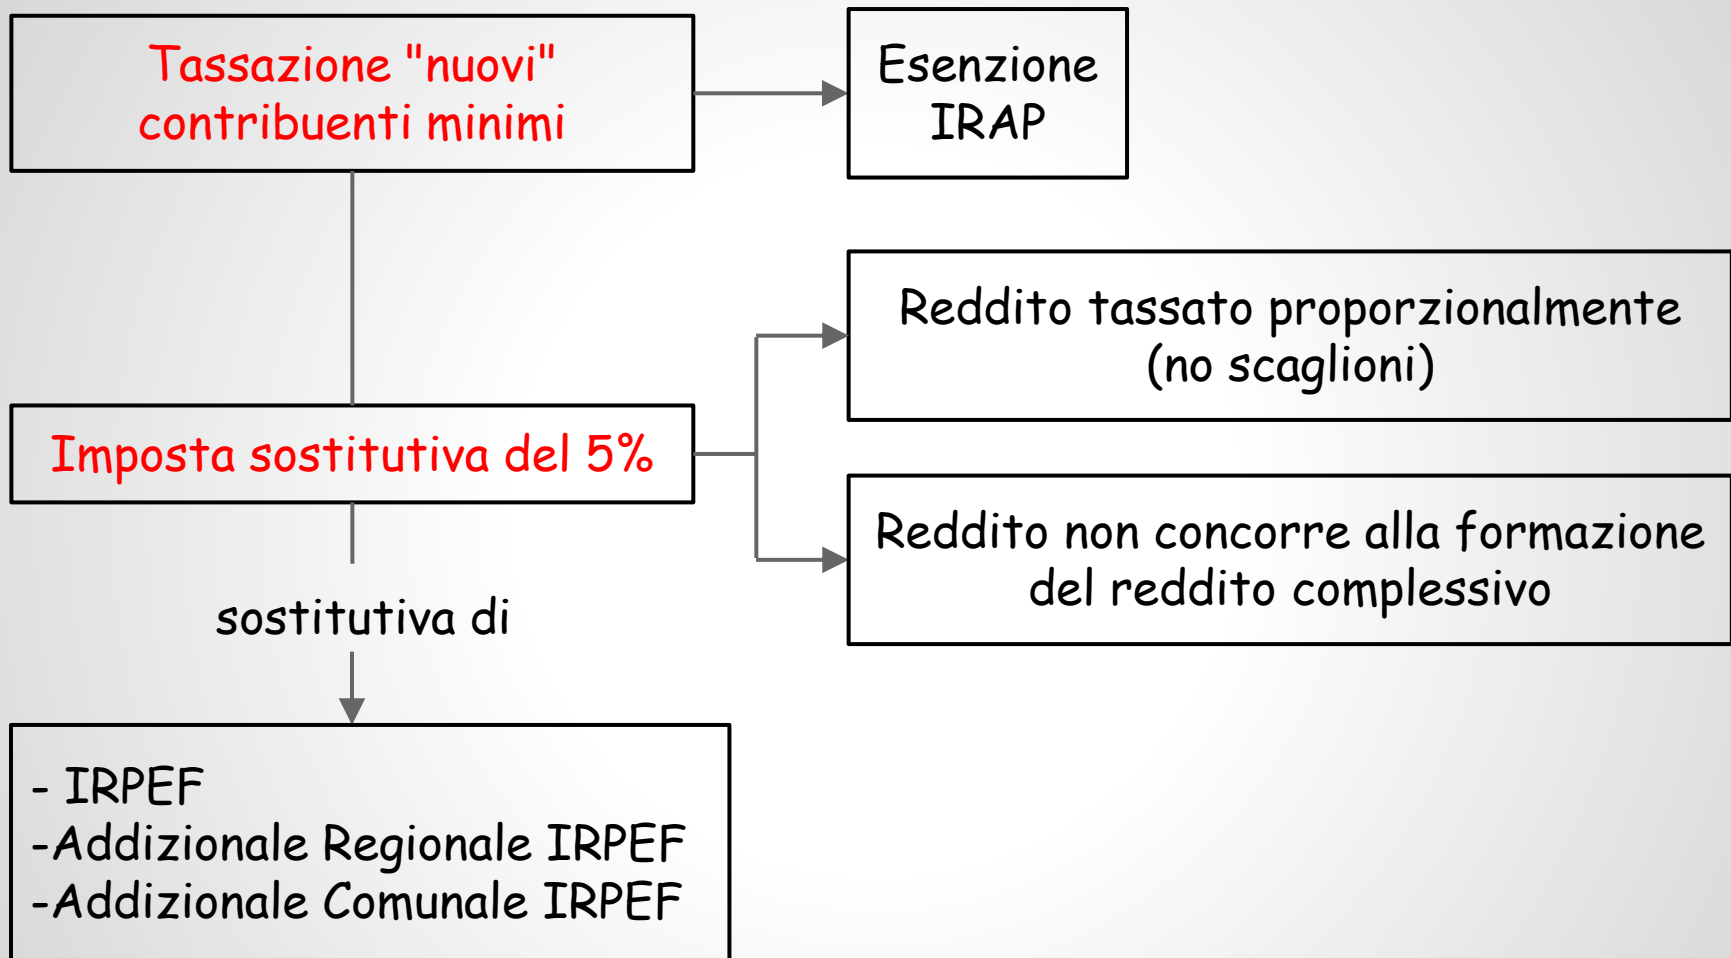 Tassazione "nuovi"
contribuenti minimi
Esenzione
IRAP
Reddito tassato proporzionalmente
(no scaglioni)
Imposta sostitutiva del 5%
Reddito non concorre alla formazione
del reddito complessivo
sostitutiva di
- IRPEF
-Addizionale Regionale IRPEF
-Addizionale Comunale IRPEF